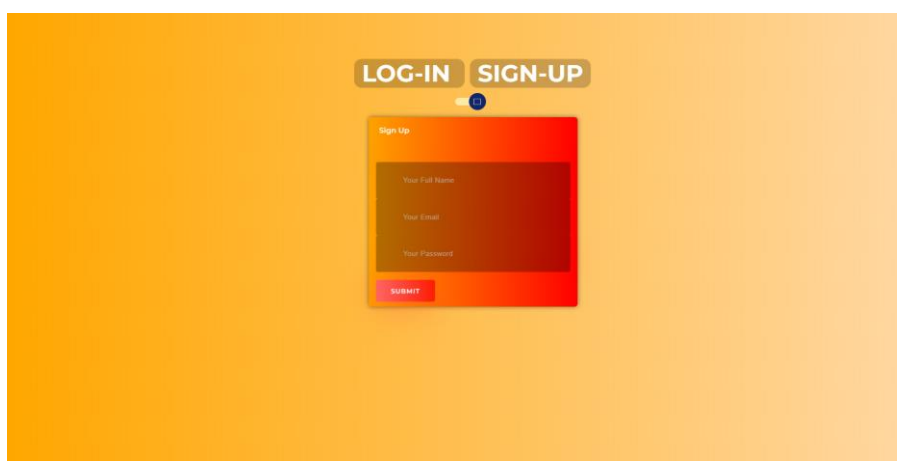 LOG-IN SIGN-UP
Sign Up
Your Full Name
Your Email
Your Password
SUBMIT